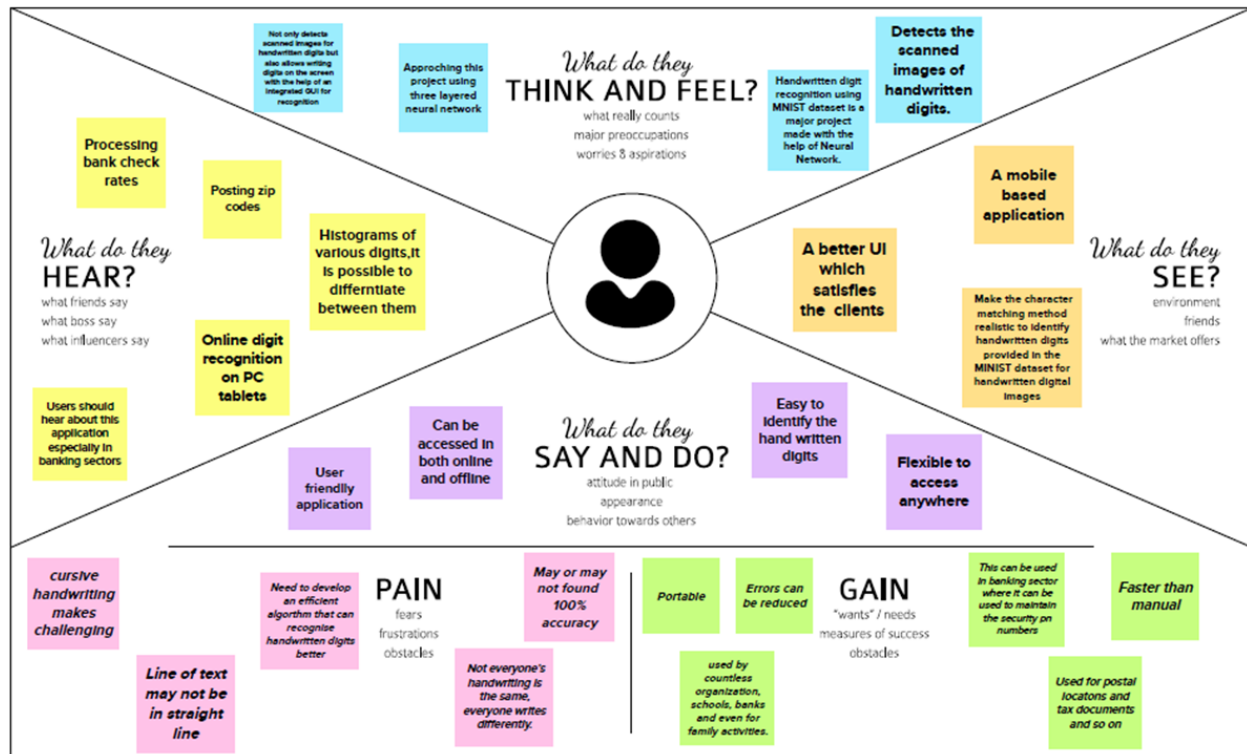 Not only detects
scanned images for
handwritten digita but
also allows writing
digita on the screen
with the help of an
integrated GUI for
recognition
Approching this
project using
three layered
neural network
What do they
THINK AND FEEL?
what really counts
major preoccupations
worries & aspirations
Handwritten digit
recognition using
MNIST dataset is a
major project
made with the
help of Neural
Network.
Detects the
scanned
images of
handwritten
digits.
Processing
bank check
rates
Posting zip
codes
Histograms of
various digits,it
is possible to
differntiate
between them
What do they
HEAR?
what friends say
what boss say
what influencers say
Online digit
recognition
on PC
tablets
Users should
hear about this
application
especially in
banking sectors
A mobile
based
application
A better UI
which
satisfies
the clients
Make the character
matching method
realistic to identify
handwritten digits
provided in the
MINIST dataset for
handwritten digital
images
What do they
SEE?
environment
friends
what the market offers
User
friendlly
application
Can be
accessed in
both online
and offline
What do they
SAY AND DO?
attitude in public
appearance
behavior towards others
Easy to
identify the
hand written
digits
Flexible to
access
anywhere
cursive
handwriting
makes
challenging
Line of text
may not be
in straight
line
Need to develop
an efficient
algorthm that can
recognise
handwritten digits
better
PAIN
fears
frustrations
obstacles
May or may
not found
100%
accuracy
Not everyone's
handwriting is
the same,
everyone writes
differently.
Portable
Errors can
be reduced
used by
countless
organization,
schools, banks
and even for
family activities.
GAIN
"wants" / needs
measures of success
obstacles
This can be used
in banking sector
where it can be
used to maintain
the security pn
numbers
Faster than
manual
Used for postal
locatons and
tax documents
and so on